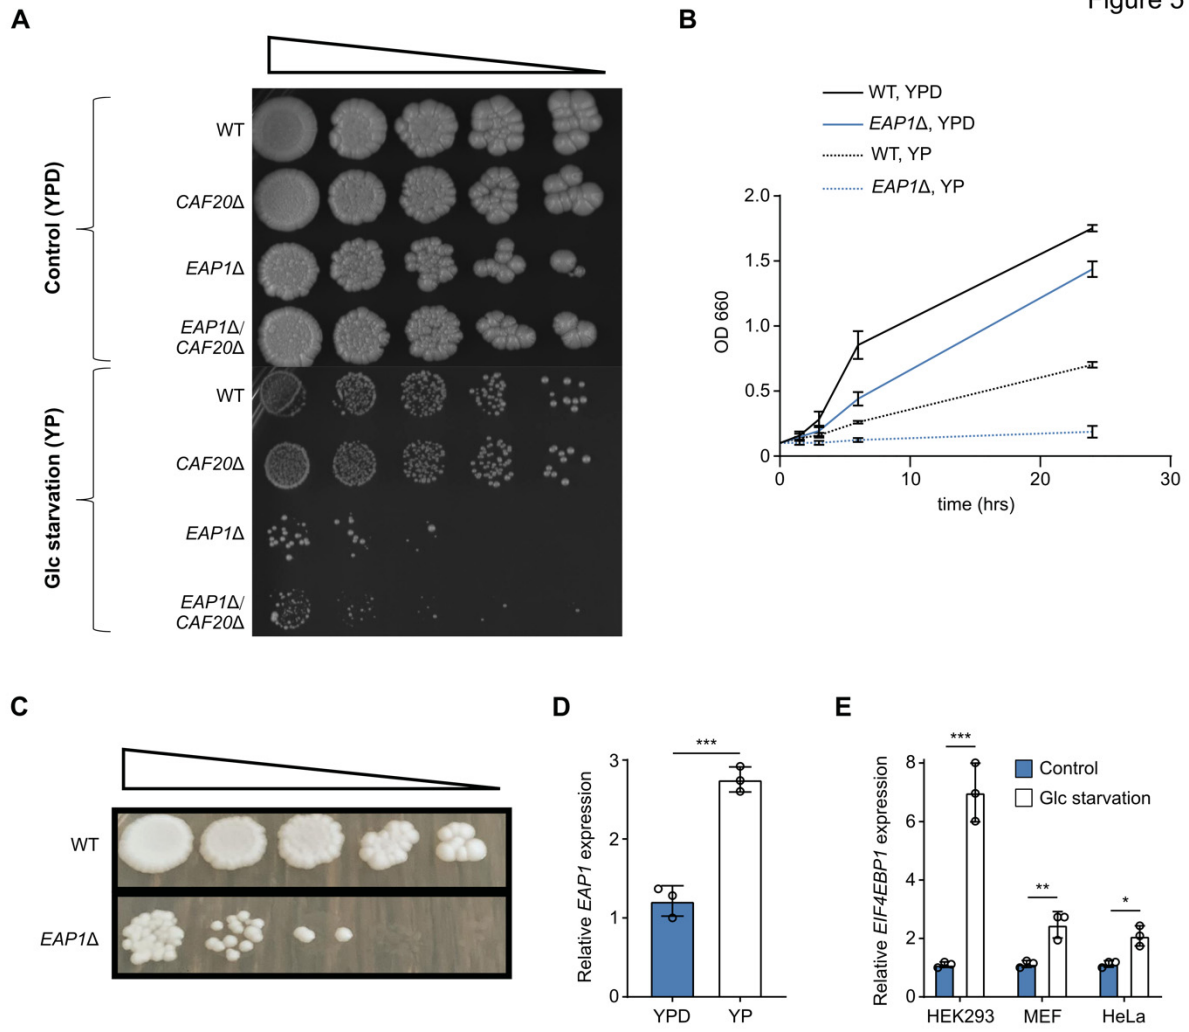 Figure 5
A
Control (YPD)
WT
CAF20Δ
EAP1Δ
EAP1Δ/
CAF20Δ
Glc starvation (YP)
WT
CAF20Δ
EAP1Δ
EAP1Δ/
CAF20Δ
B
WT, YPD
EAP1Δ, YPD
WT, YP
EAP1Δ, YP
OD 660
2.0
1.5
1.0
0.5
0
0 10 20 30
time (hrs)
C
WT
EAP1Δ
D
Relative EAP1 expression
***
3
2
1
0
YPD YP
E
Relative EIF4EBP1 expression
Control
Glc starvation
***
**
*
8
6
4
2
0
HEK293 MEF HeLa